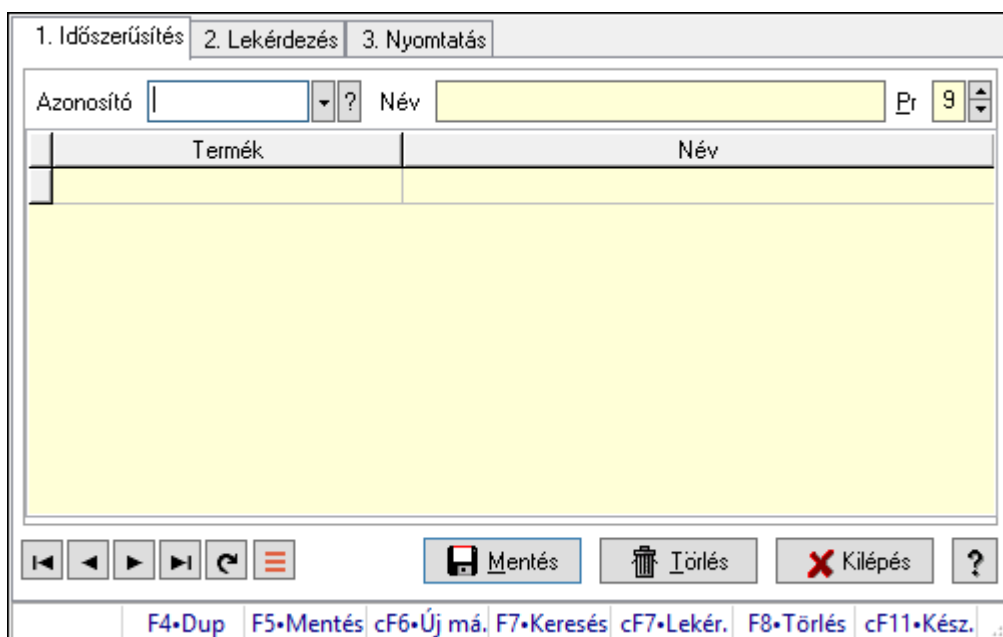 1. Időszerűsítés 2. Lekérdezés 3. Nyomtatás
Azonosító ? Név Pr 9
Termék Név
Mentés Törlés Kilépés ?
F4•Dup F5•Mentés cF6•Új má. F7•Keresés cF7•Lekér. F8•Törlés cF11•Kész.